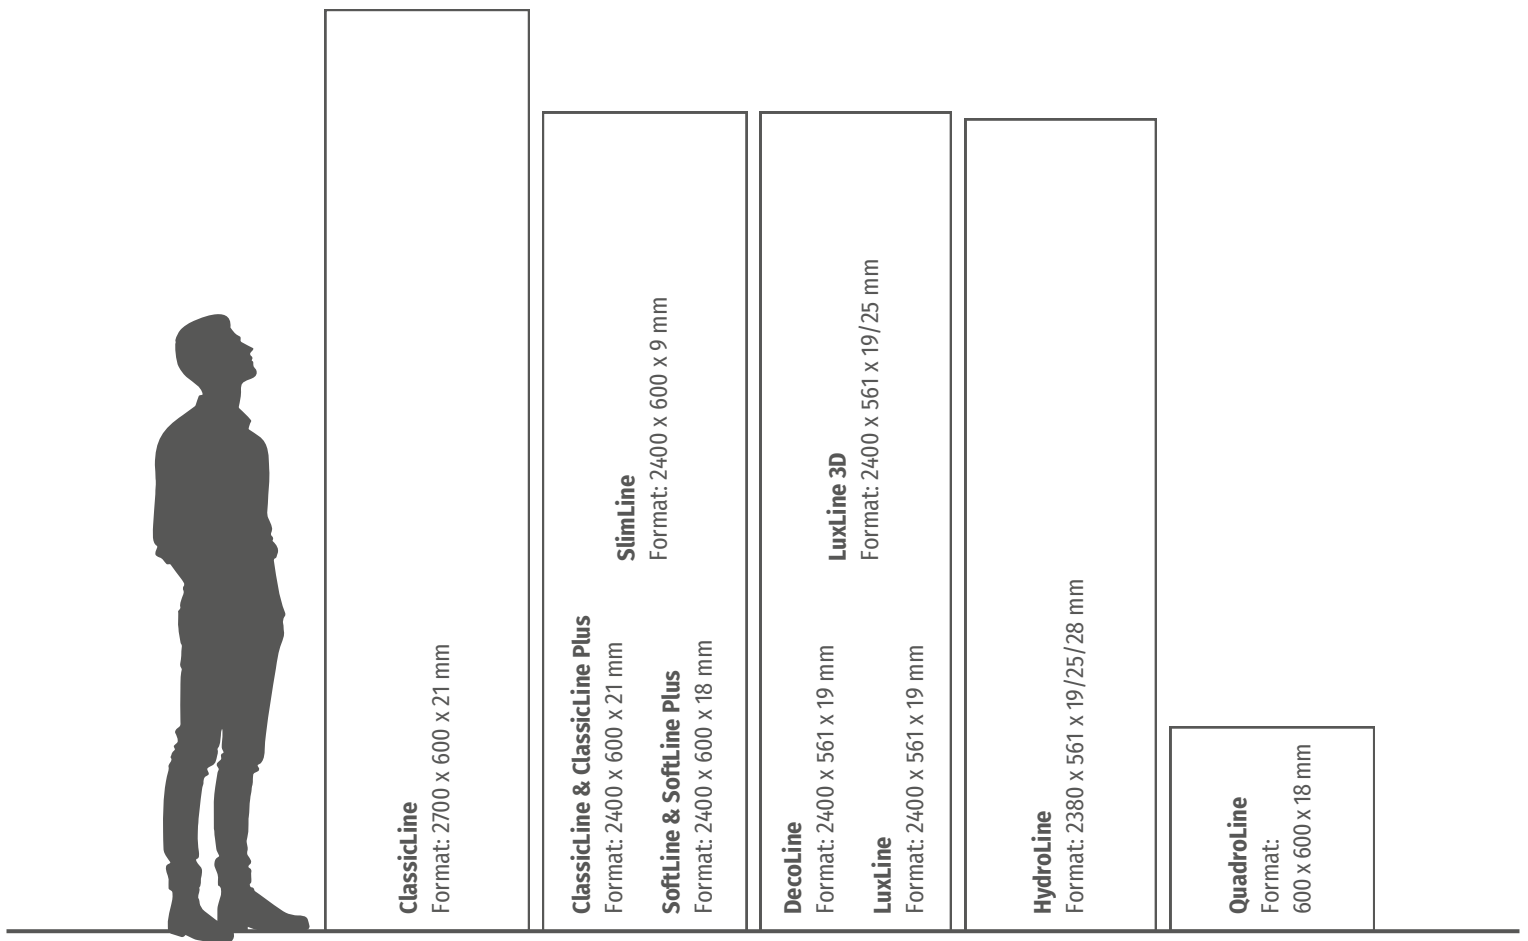 ClassicLine
Format: 2700 x 600 x 21 mm
ClassicLine & ClassicLine Plus
Format: 2400 x 600 x 21 mm
SlimLine
Format: 2400 x 600 x 9 mm
SoftLine & SoftLine Plus
Format: 2400 x 600 x 18 mm
DecoLine
Format: 2400 x 561 x 19 mm
LuxLine 3D
Format: 2400 x 561 x 19/25 mm
LuxLine
Format: 2400 x 561 x 19 mm
HydroLine
Format: 2380 x 561 x 19/25/28 mm
QuadroLine
Format:
600 x 600 x 18 mm